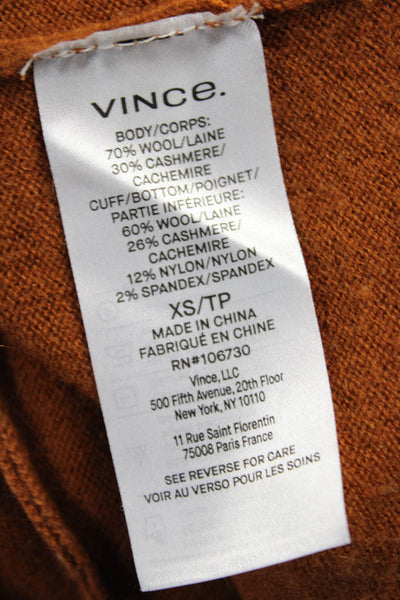 VINCE.
BODY/CORPS:
70% WOOL/LAINE
30% CASHMERE/
CACHEMIRE
CUFF/BOTTOM/POIGNET/
PARTIE INFÉRIEURE:
60% WOOL/LAINE
26% CASHMERE/
CACHEMIRE
12% NYLON/NYLON
2% SPANDEX/SPANDEX
XS/TP
MADE IN CHINA
FABRIQUÉ EN CHINE
RN#106730
Vince, LLC
500 Fifth Avenue, 20th Floor
New York, NY 10110
11 Rue Saint Florentin
75008 Paris France
SEE REVERSE FOR CARE
VOIR AU VERSO POUR LES SOINS